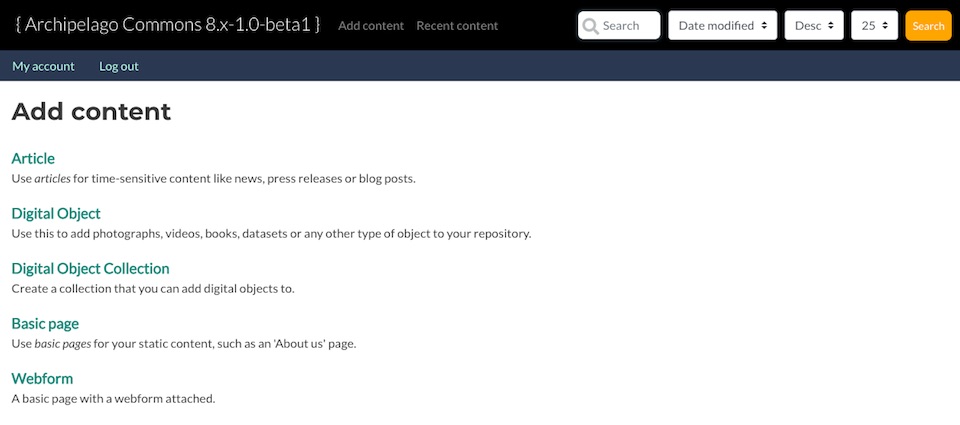 { Archipelago Commons 8.x-1.0-beta1 } Add content Recent content Search Date modified Desc 25 Search
My account Log out
Add content
Article
Use articles for time-sensitive content like news, press releases or blog posts.
Digital Object
Use this to add photographs, videos, books, datasets or any other type of object to your repository.
Digital Object Collection
Create a collection that you can add digital objects to.
Basic page
Use basic pages for your static content, such as an 'About us' page.
Webform
A basic page with a webform attached.